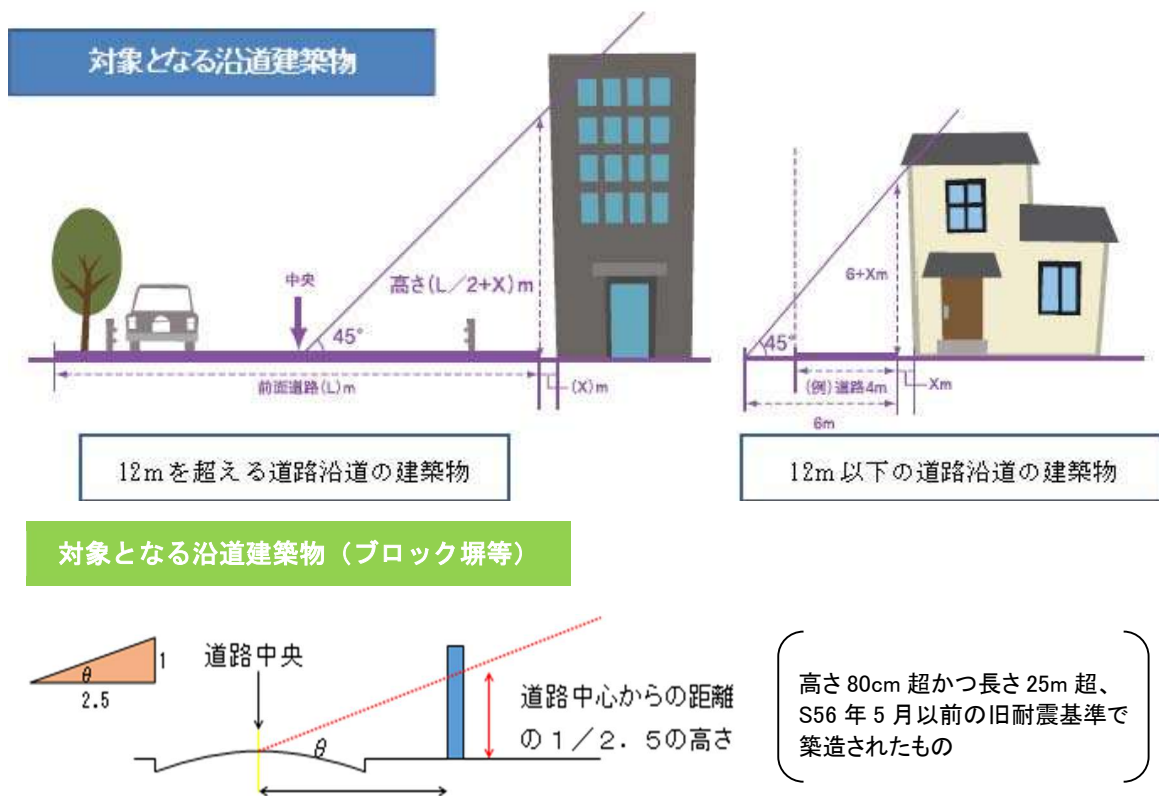 対象となる沿道建築物
中央
高さ(L/2+X)m
45°
前面道路(L)m
(X)m
12mを超える道路沿道の建築物
6+Xm
45°
(例)道路4m
Xm
6m
12m以下の道路沿道の建築物
対象となる沿道建築物(ブロック塀等)
θ
1
2.5
道路中央
θ
道路中心からの距離
の1/2.5の高さ
高さ80cm超かつ長さ25m超、
S56年5月以前の旧耐震基準で
築造されたもの